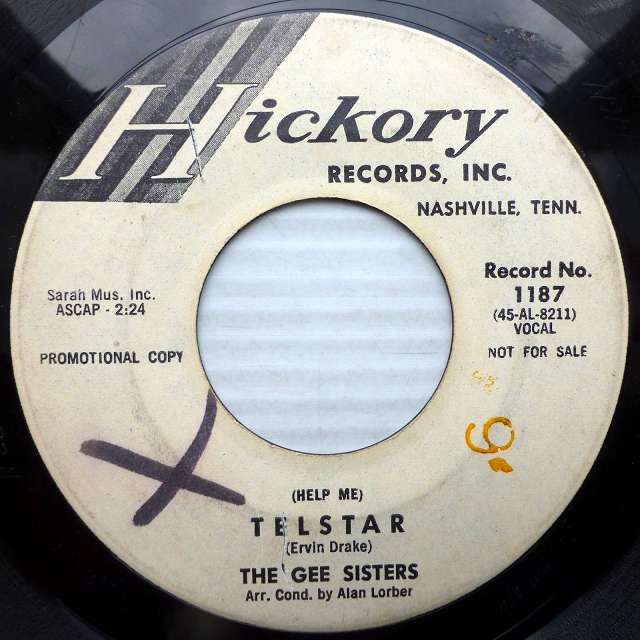 Hickory
RECORDS, INC.
NASHVILLE, TENN.
Sarah Mus. Inc.
ASCAP - 2:24
PROMOTIONAL COPY
Record No.
1187
(45-AL-8211)
VOCAL
NOT FOR SALE
X
9
(HELP ME)
TELSTAR
(Ervin Drake)
THE GEE SISTERS
Arr. Cond. by Alan Lorber